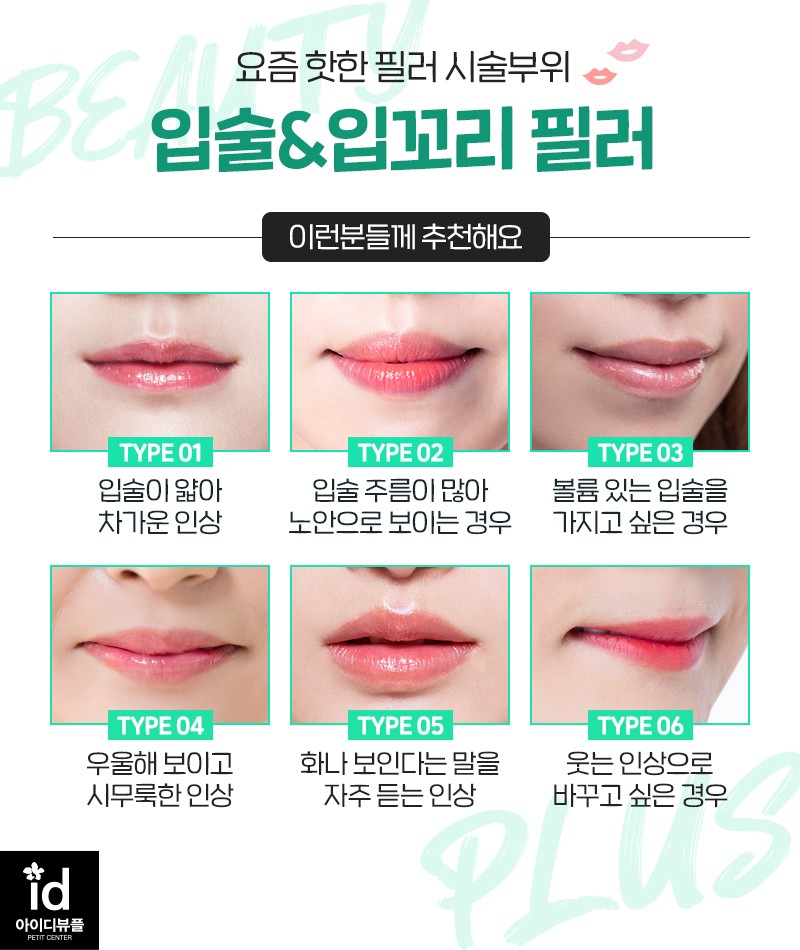 BEAUTY
요즘 핫한 필러 시술부위
입술&입꼬리 필러
이런분들께 추천해요
TYPE 01
입술이 얇아
차가운 인상
TYPE 02
입술 주름이 많아
노안으로 보이는 경우
TYPE 03
볼륨 있는 입술을
가지고 싶은 경우
TYPE 04
우울해 보이고
시무룩한 인상
TYPE 05
화나 보인다는 말을
자주 듣는 인상
TYPE 06
웃는 인상으로
바꾸고 싶은 경우
PLUS
id
아이디뷰플
PETIT CENTER